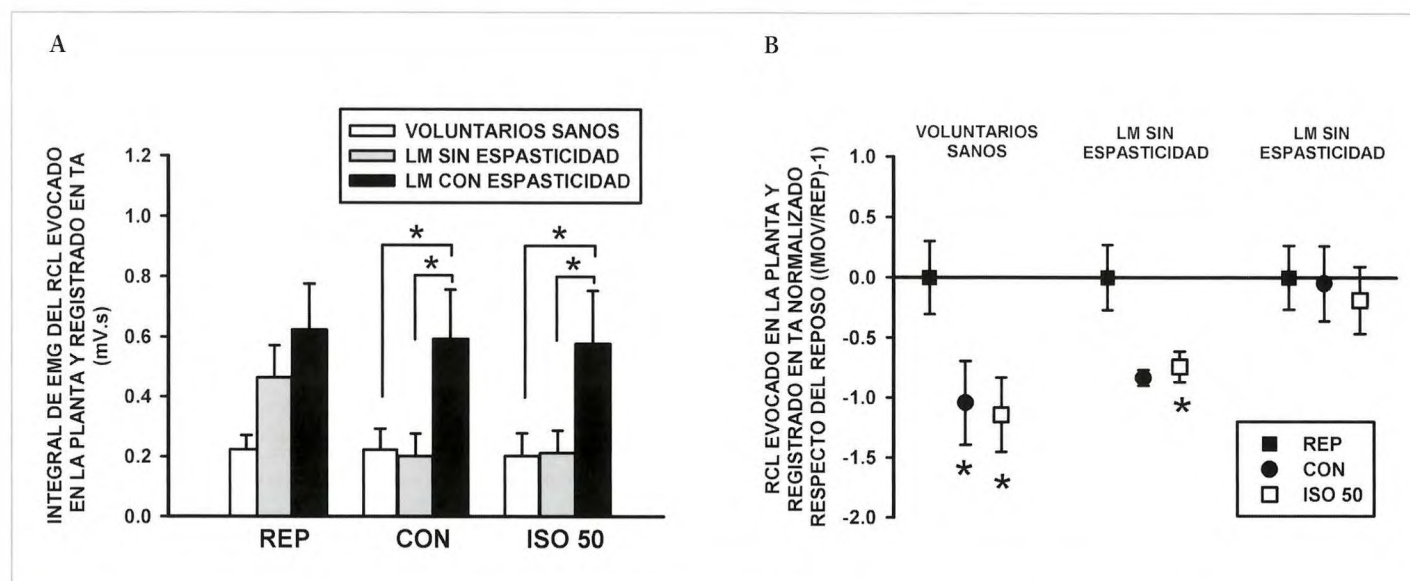 A
INTEGRAL DE EMG DEL RCL EVOCADO
EN LA PLANTA Y REGISTRADO EN TA
(mV.s)
1.2
1.0
0.8
0.6
0.4
0.2
0.0
VOLUNTARIOS SANOS
LM SIN ESPASTICIDAD
LM CON ESPASTICIDAD
*
*
*
*
REP
CON
ISO 50
B
RCL EVOCADO EN LA PLANTA Y
REGISTRADO EN TA NORMALIZADO
RESPECTO DEL REPOSO ((MOV/REP)-1)
VOLUNTARIOS
SANOS
LM SIN
ESPASTICIDAD
LM SIN
ESPASTICIDAD
1.0
0.5
0.0
-0.5
-1.0
-1.5
-2.0
*
*
*
REP
CON
ISO 50